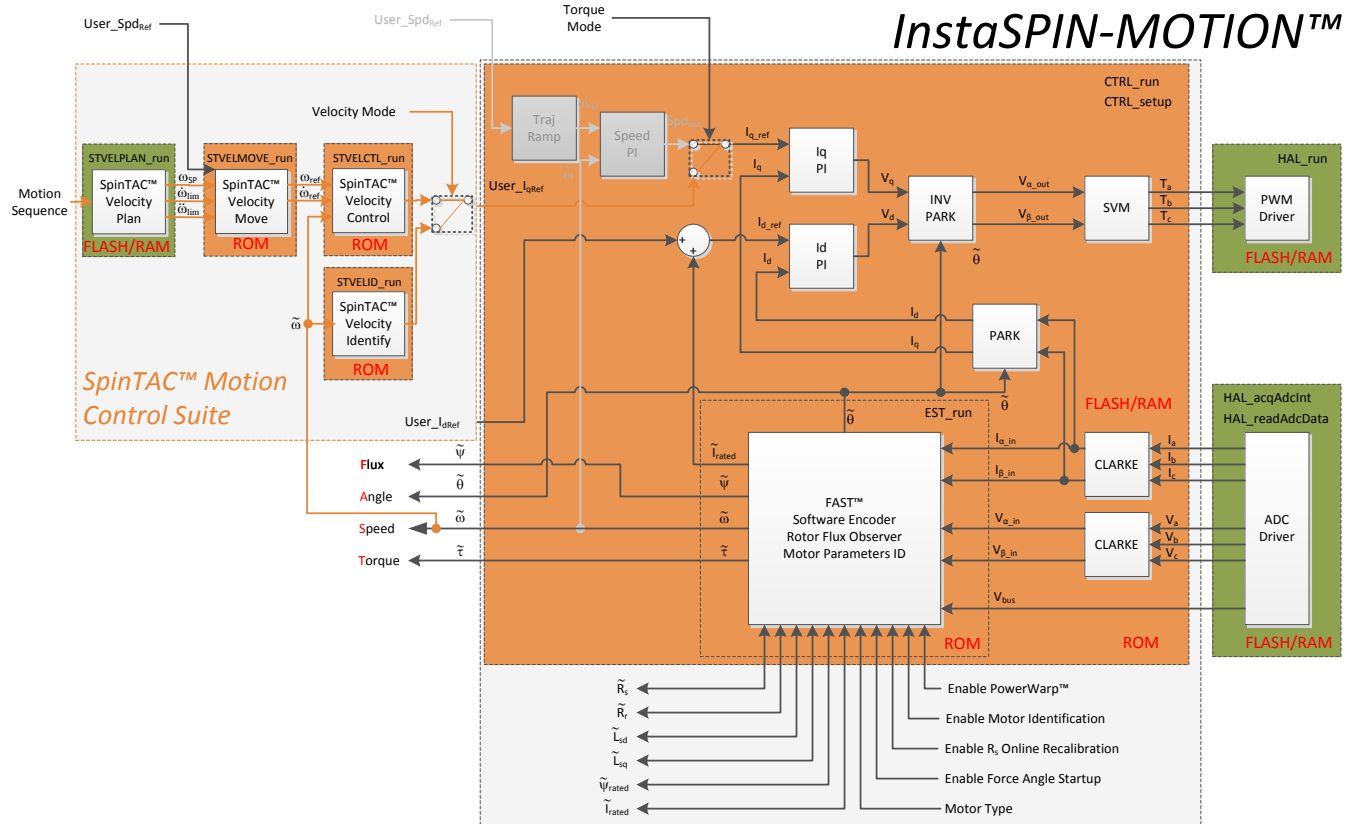 InstaSPIN-MOTION™
User_SpdRef
User_SpdRef
Torque
Mode
CTRL_run
CTRL_setup
Velocity Mode
Traj
Ramp
Speed
PI
Iq_ref
Iq
Iq
PI
Vq
Vd
INV
PARK
Vα_out
Vβ_out
SVM
Ta
Tb
Tc
HAL_run
PWM
Driver
FLASH/RAM
STVELPLAN_run
STVELMOVE_run
STVELCTL_run
Motion
Sequence
SpinTAC™
Velocity
Plan
ωSP
ω̇lim
ω̈lim
SpinTAC™
Velocity
Move
ωref
ω̇ref
SpinTAC™
Velocity
Control
FLASH/RAM
ROM
ROM
User_IqRef
Id_ref
Id
Id
PI
+
+
θ̃
STVELID_run
SpinTAC™
Velocity
Identify
ROM
ω̃
Id
Iq
PARK
θ̃
SpinTAC™ Motion
Control Suite
User_IdRef
FLASH/RAM
EST_run
θ̃
HAL_acqAdcInt
HAL_readAdcData
Flux
ψ̃
Angle
θ̃
Speed
ω̃
Torque
τ̃
Ĩrated
ψ̃
ω̃
τ̃
FAST™
Software Encoder
Rotor Flux Observer
Motor Parameters ID
Iα_in
Iβ_in
Vα_in
Vβ_in
Vbus
CLARKE
CLARKE
Ia
Ib
Ic
Va
Vb
Vc
ADC
Driver
ROM
ROM
FLASH/RAM
R̃s
R̃r
L̃sd
L̃sq
ψ̃rated
Ĩrated
Enable PowerWarp™
Enable Motor Identification
Enable Rs Online Recalibration
Enable Force Angle Startup
Motor Type